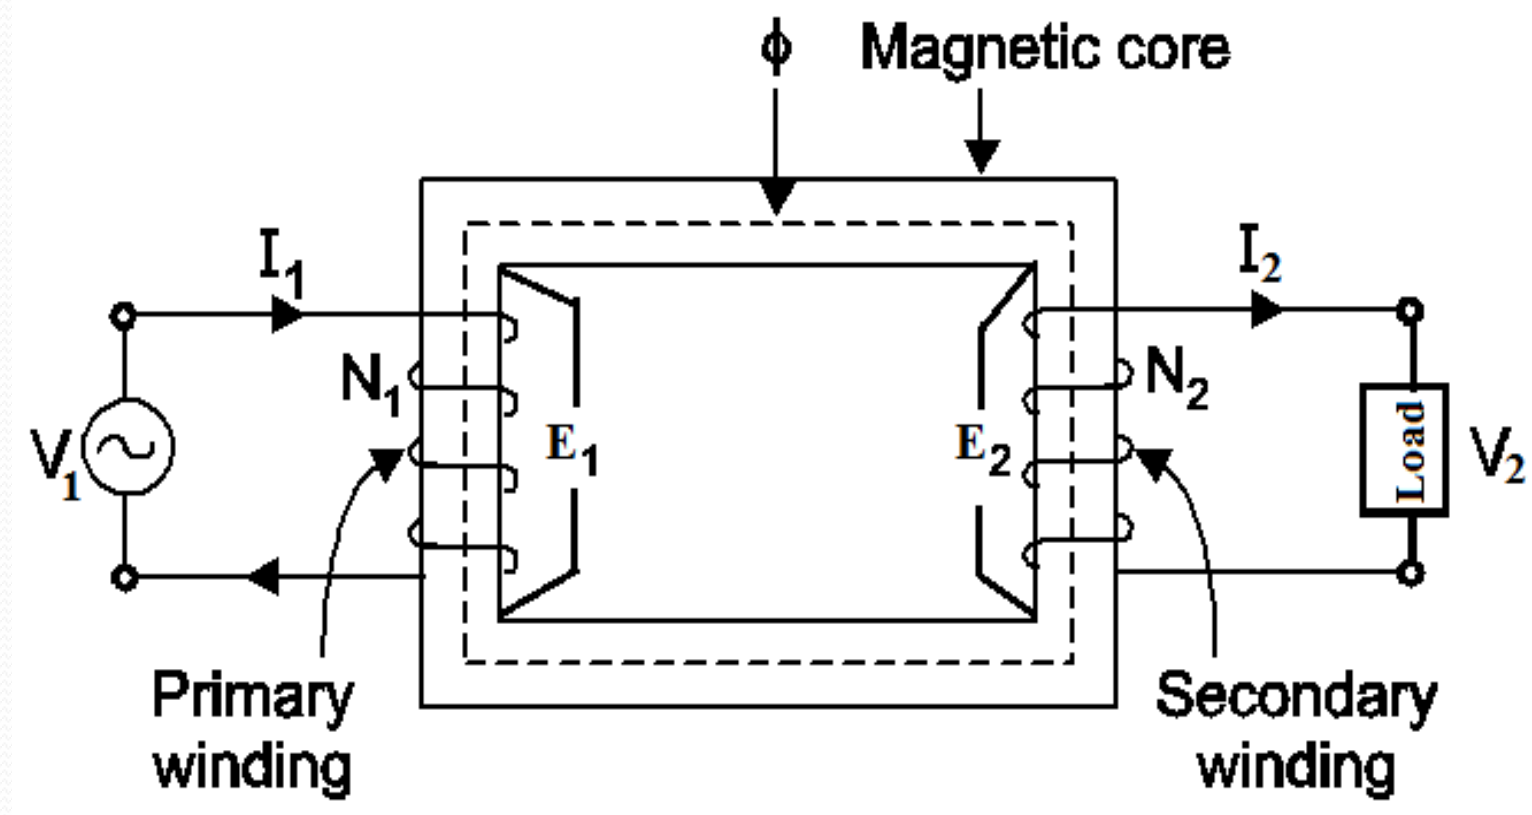 ϕ Magnetic core
I₁
I₂
N₁
N₂
V₁
E₁
E₂
Load
V₂
Primary
winding
Secondary
winding